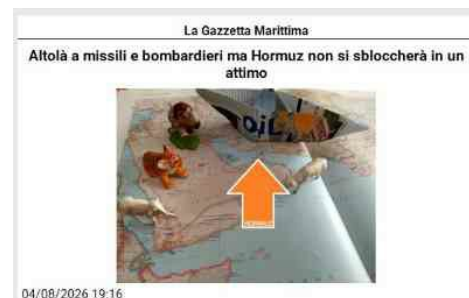 La Gazzetta Marittima
Altolà a missili e bombardieri ma Hormuz non si sbloccherà in un
attimo
OiL
04/08/2026 19:16